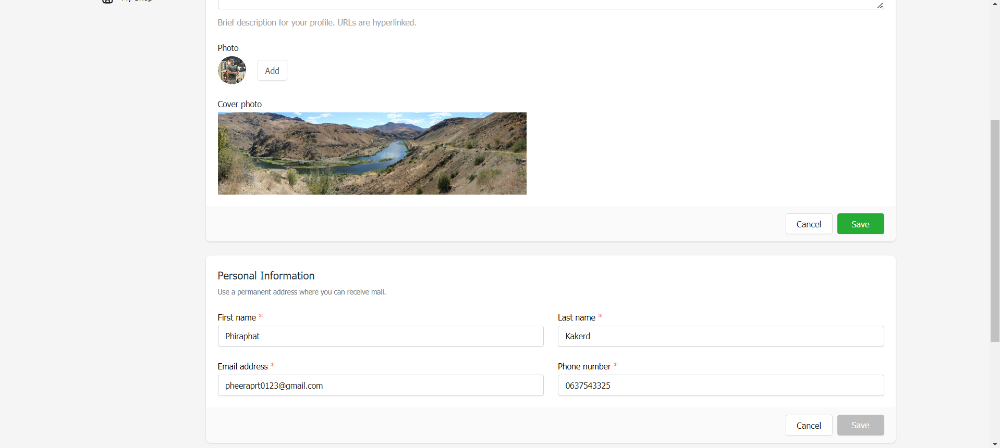 Brief description for your profile. URLs are hyperlinked.
Photo
Add
Cover photo
Cancel Save
Personal Information
Use a permanent address where you can receive mail.
First name * Last name *
Phiraphat Kakerd
Email address * Phone number *
pheeraprt0123@gmail.com 0637543325
Cancel Save